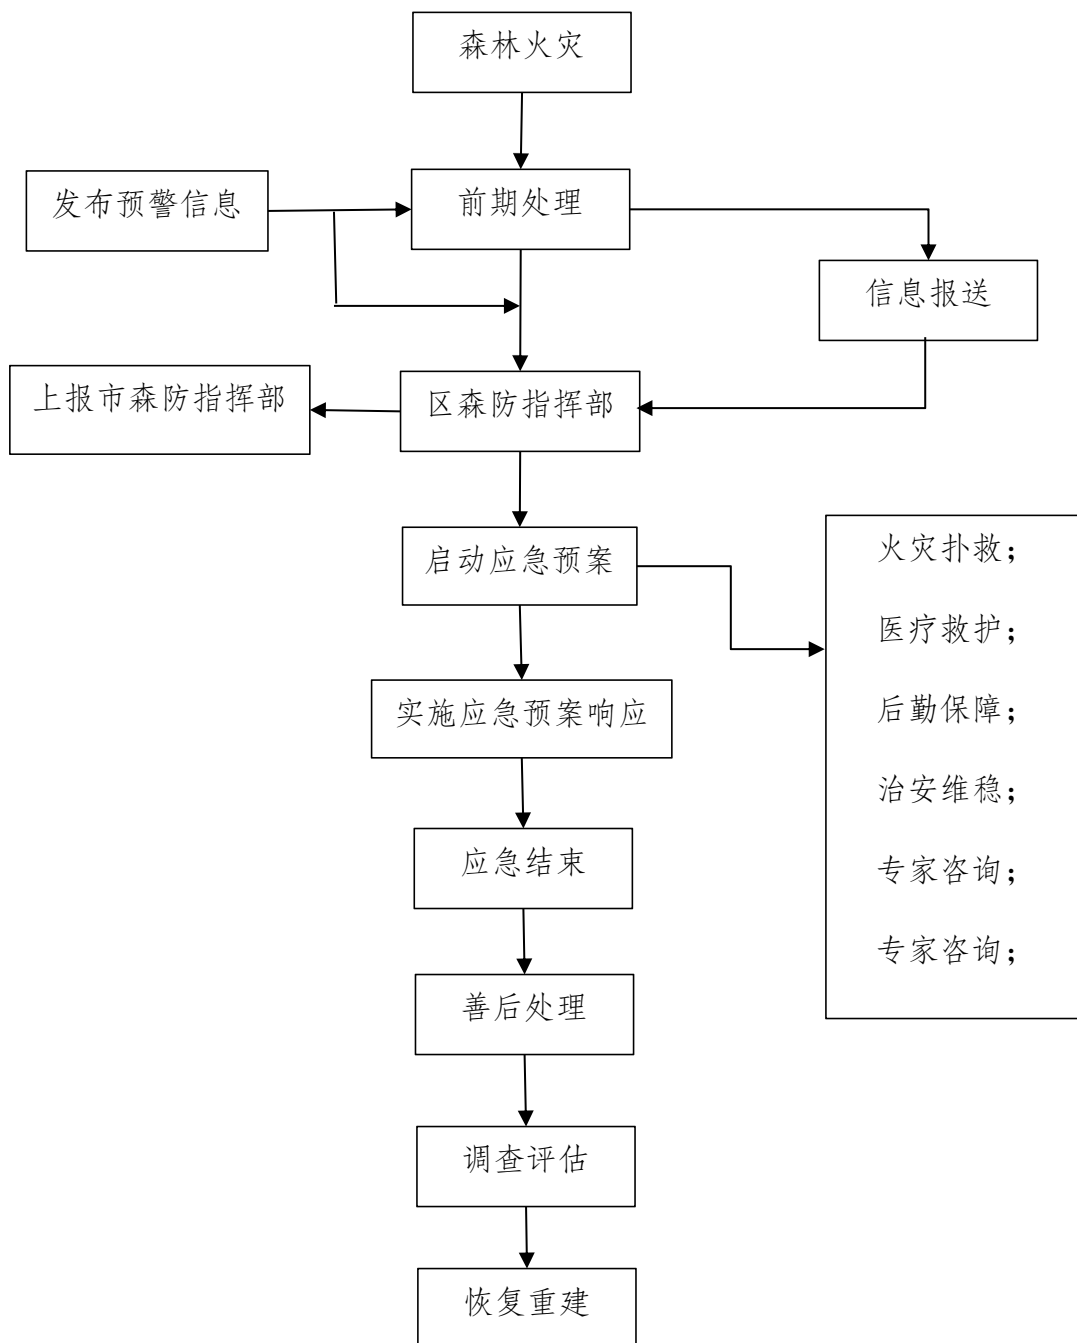 森林火灾
发布预警信息
前期处理
信息报送
上报市森防指挥部
区森防指挥部
启动应急预案
火灾扑救；
医疗救护；
后勤保障；
治安维稳；
专家咨询；
专家咨询；
实施应急预案响应
应急结束
善后处理
调查评估
恢复重建